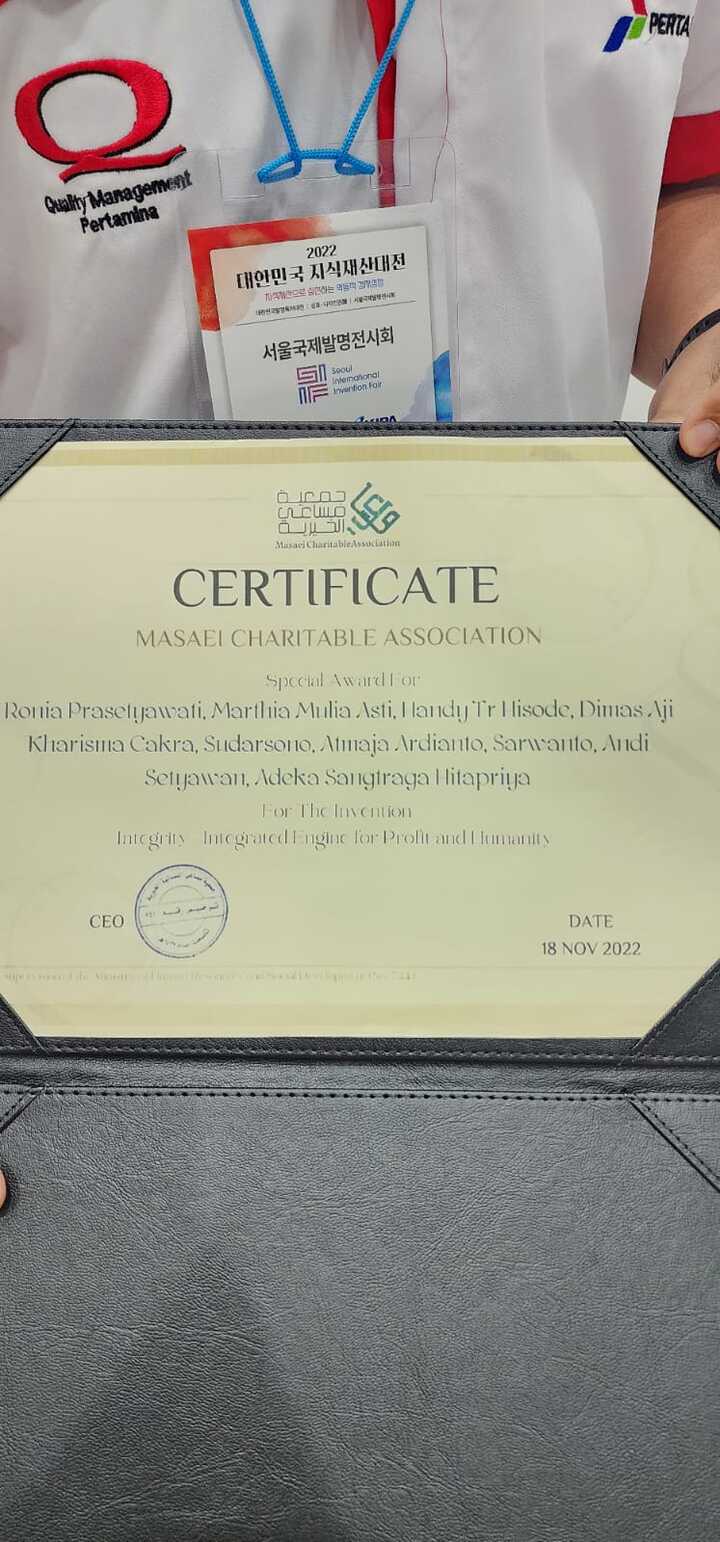 PERTA
Quality Management
Pertamina
2022
대한민국 지식재산대전
서울국제발명전시회
Seoul
International
Invention Fair
جمعية
مساعي
الخيرية
Masaei Charitable Association
CERTIFICATE
MASAEI CHARITABLE ASSOCIATION
Special Award For
Ronia Prasetyawati, Marthia Mulia Asti, Handy Tr Hisode, Dimas Aji
Kharisma Cakra, Sudarsono, Atmaja Ardianto, Sarwanto, Andi
Setyawan, Adeka Sangtraga Hitapriya
For The Invention
Integrity - Integrated Engine for Profit and Humanity
CEO
DATE
18 NOV 2022